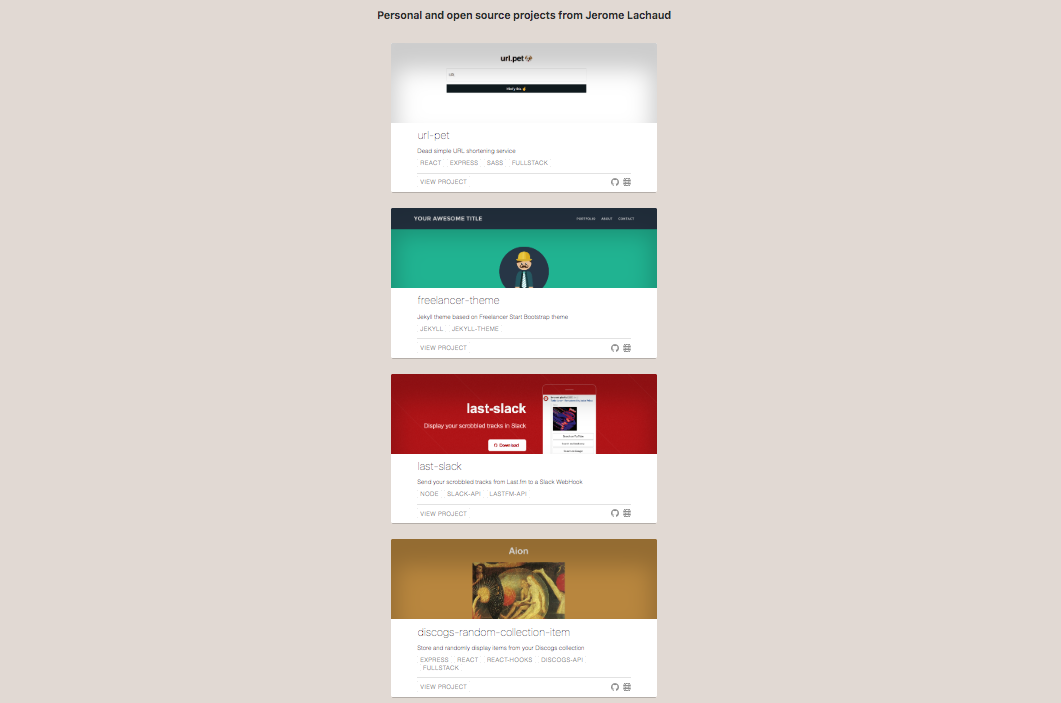 Personal and open source projects from Jerome Lachaud
url.pet
URL
url-pet
Dead simple URL shortening service
REACT EXPRESS SASS FULLSTACK
VIEW PROJECT
YOUR AWESOME TITLE
PORTFOLIO ABOUT CONTACT
freelancer-theme
Jekyll theme based on Freelander Start Bootstrap theme
JEKYLL JEKYLL-THEME
VIEW PROJECT
last-slack
Display your scrobbled tracks in Slack
Download
last-slack
Send your scrobbled tracks from Last.fm to a Slack WebHook
NODE SLACK-API LASTFM-API
VIEW PROJECT
Aion
discogs-random-collection-item
Store and randomly display items from your Discogs collection
EXPRESS REACT REACT-HOOKS DISCOGS-API
FULLSTACK
VIEW PROJECT